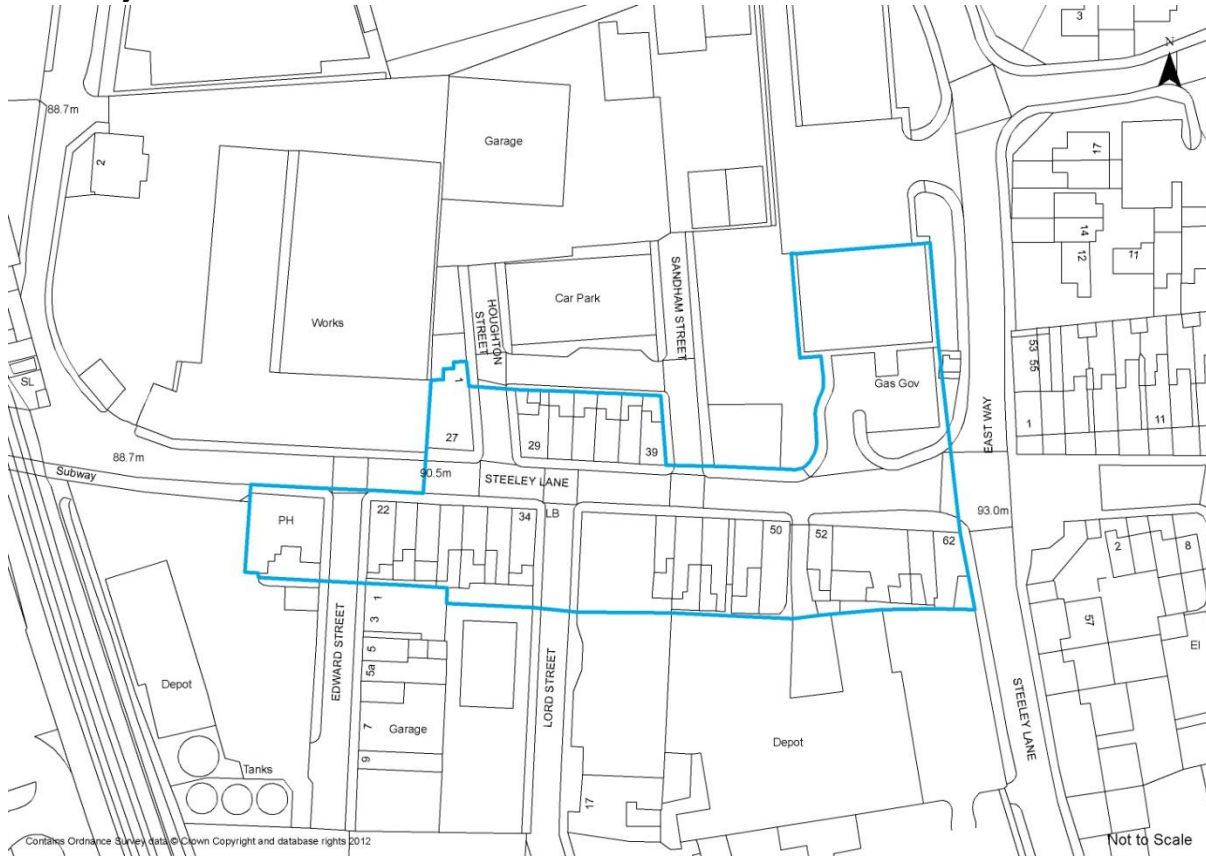 3
N
88.7m
2
Garage
17
14
12
11
HOUGHTON
STREET
Car Park
SANDHAM STREET
Works
SL
1
Gas Gov
53 55
1
11
EAST WAY
27
29
39
88.7m
Subway
90.5m
STEELEY LANE
PH
22
34
LB
50
52
62
93.0m
2
8
57
El
1
3
5
5a
7
9
EDWARD STREET
LORD STREET
Garage
Depot
Tanks
Depot
STEELEY LANE
17
Contains Ordnance Survey data © Crown Copyright and database rights 2012
Not to Scale